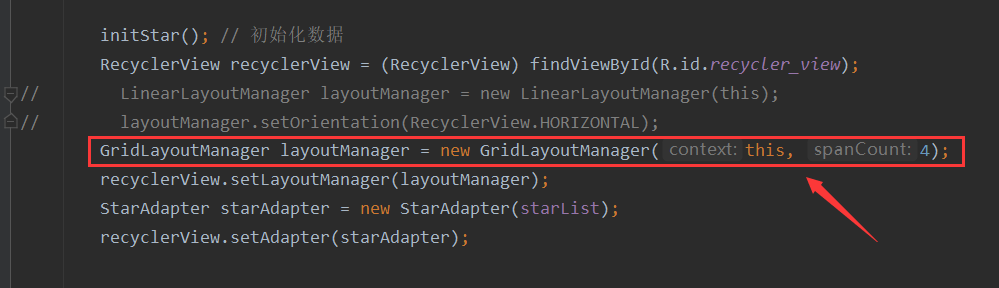 initStar(); // 初始化数据
RecyclerView recyclerView = (RecyclerView) findViewById(R.id.recycler_view);
// LinearLayoutManager layoutManager = new LinearLayoutManager(this);
// layoutManager.setOrientation(RecyclerView.HORIZONTAL);
GridLayoutManager layoutManager = new GridLayoutManager( context: this, spanCount: 4);
recyclerView.setLayoutManager(layoutManager);
StarAdapter starAdapter = new StarAdapter(starList);
recyclerView.setAdapter(starAdapter);